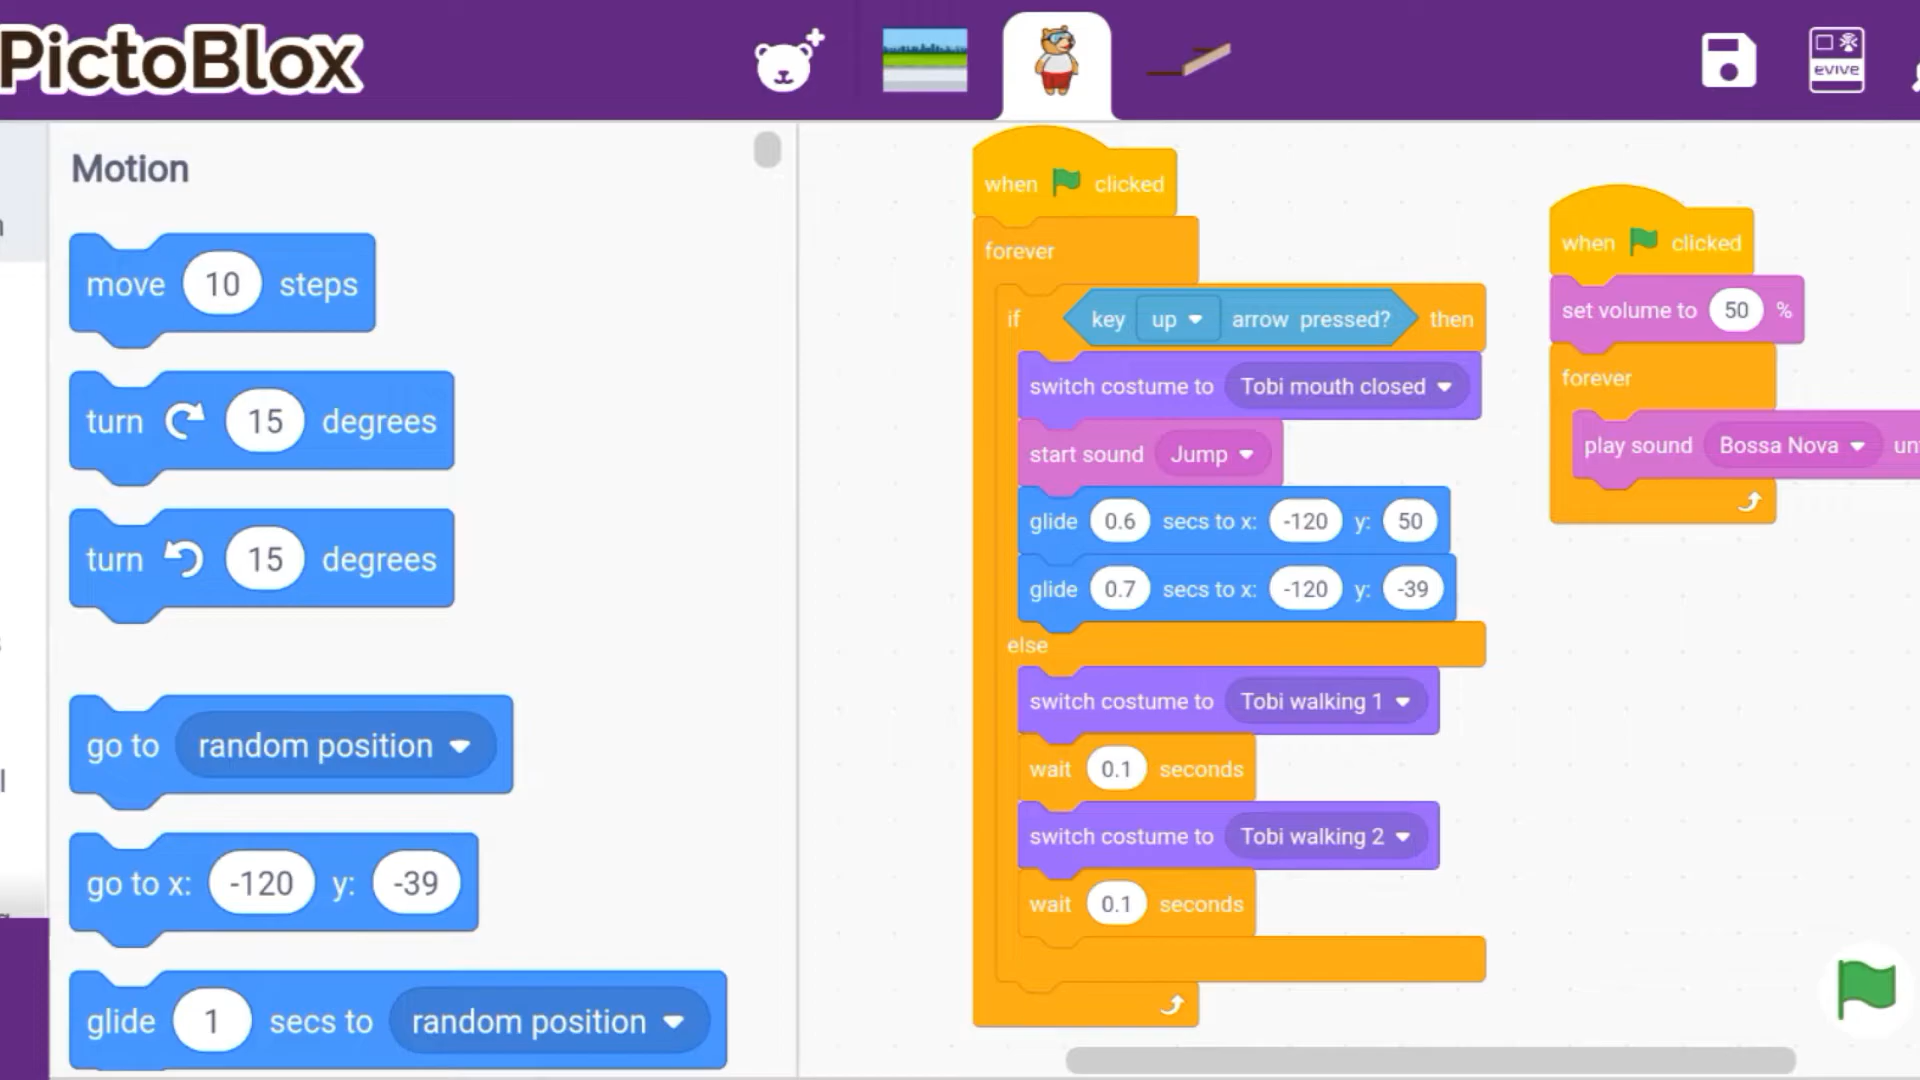 PictoBlox
evive
Motion
move 10 steps
turn 15 degrees
turn 15 degrees
go to random position
go to x: -120 y: -39
glide 1 secs to random position
when clicked
forever
if key up arrow pressed? then
switch costume to Tobi mouth closed
start sound Jump
glide 0.6 secs to x: -120 y: 50
glide 0.7 secs to x: -120 y: -39
else
switch costume to Tobi walking 1
wait 0.1 seconds
switch costume to Tobi walking 2
wait 0.1 seconds
when clicked
set volume to 50 %
forever
play sound Bossa Nova